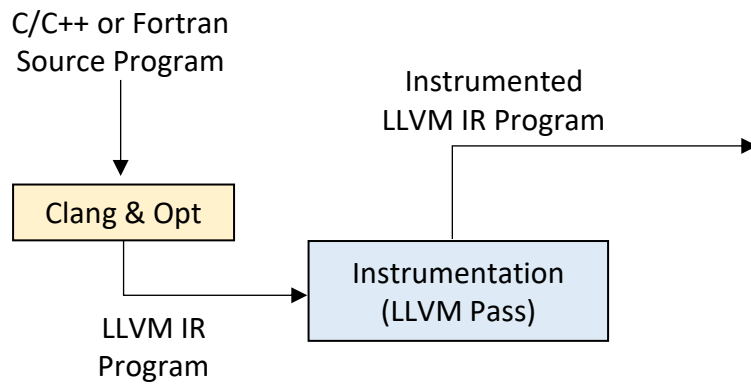 C/C++ or Fortran
Source Program
Instrumented
LLVM IR Program
Clang & Opt
Instrumentation
(LLVM Pass)
LLVM IR
Program